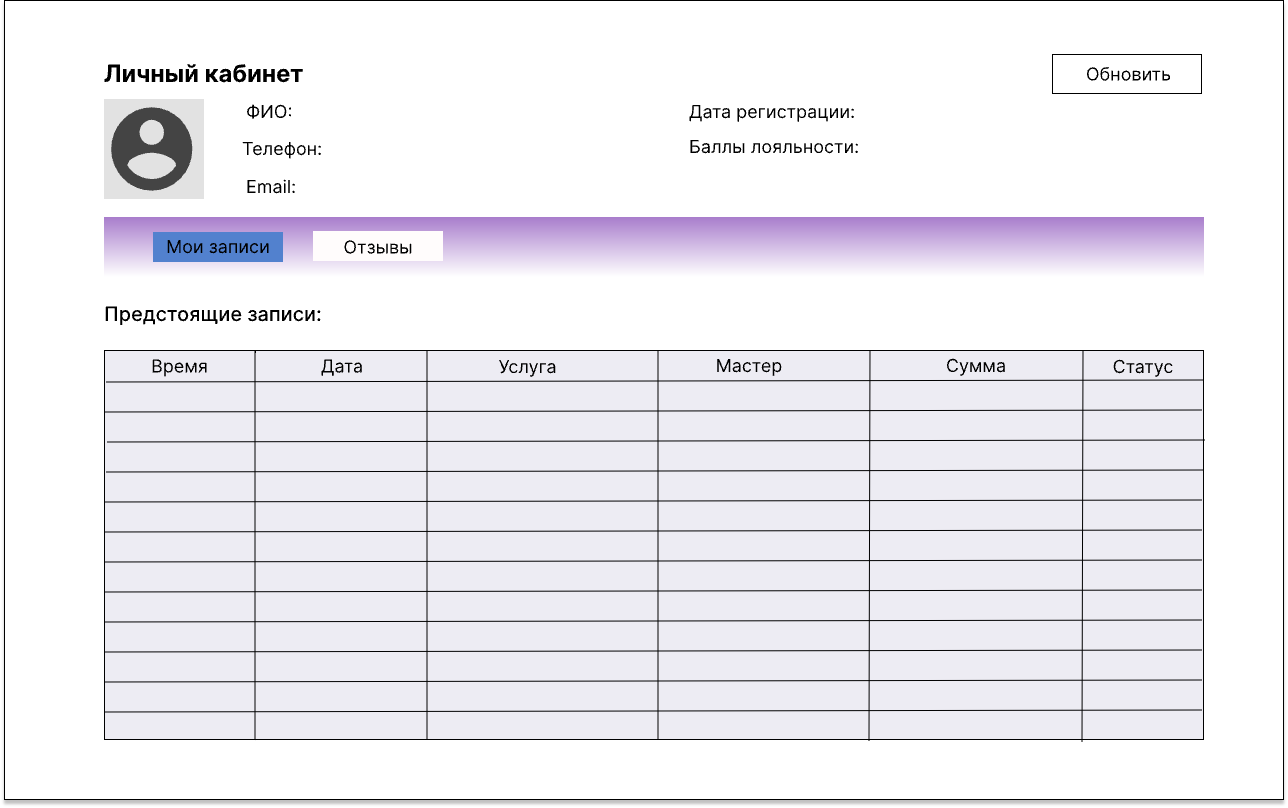 Личный кабинет
Обновить
ФИО:
Дата регистрации:
Телефон:
Баллы лояльности:
Email:
Мои записи
Отзывы
Предстоящие записи:
Время Дата Услуга Мастер Сумма Статус